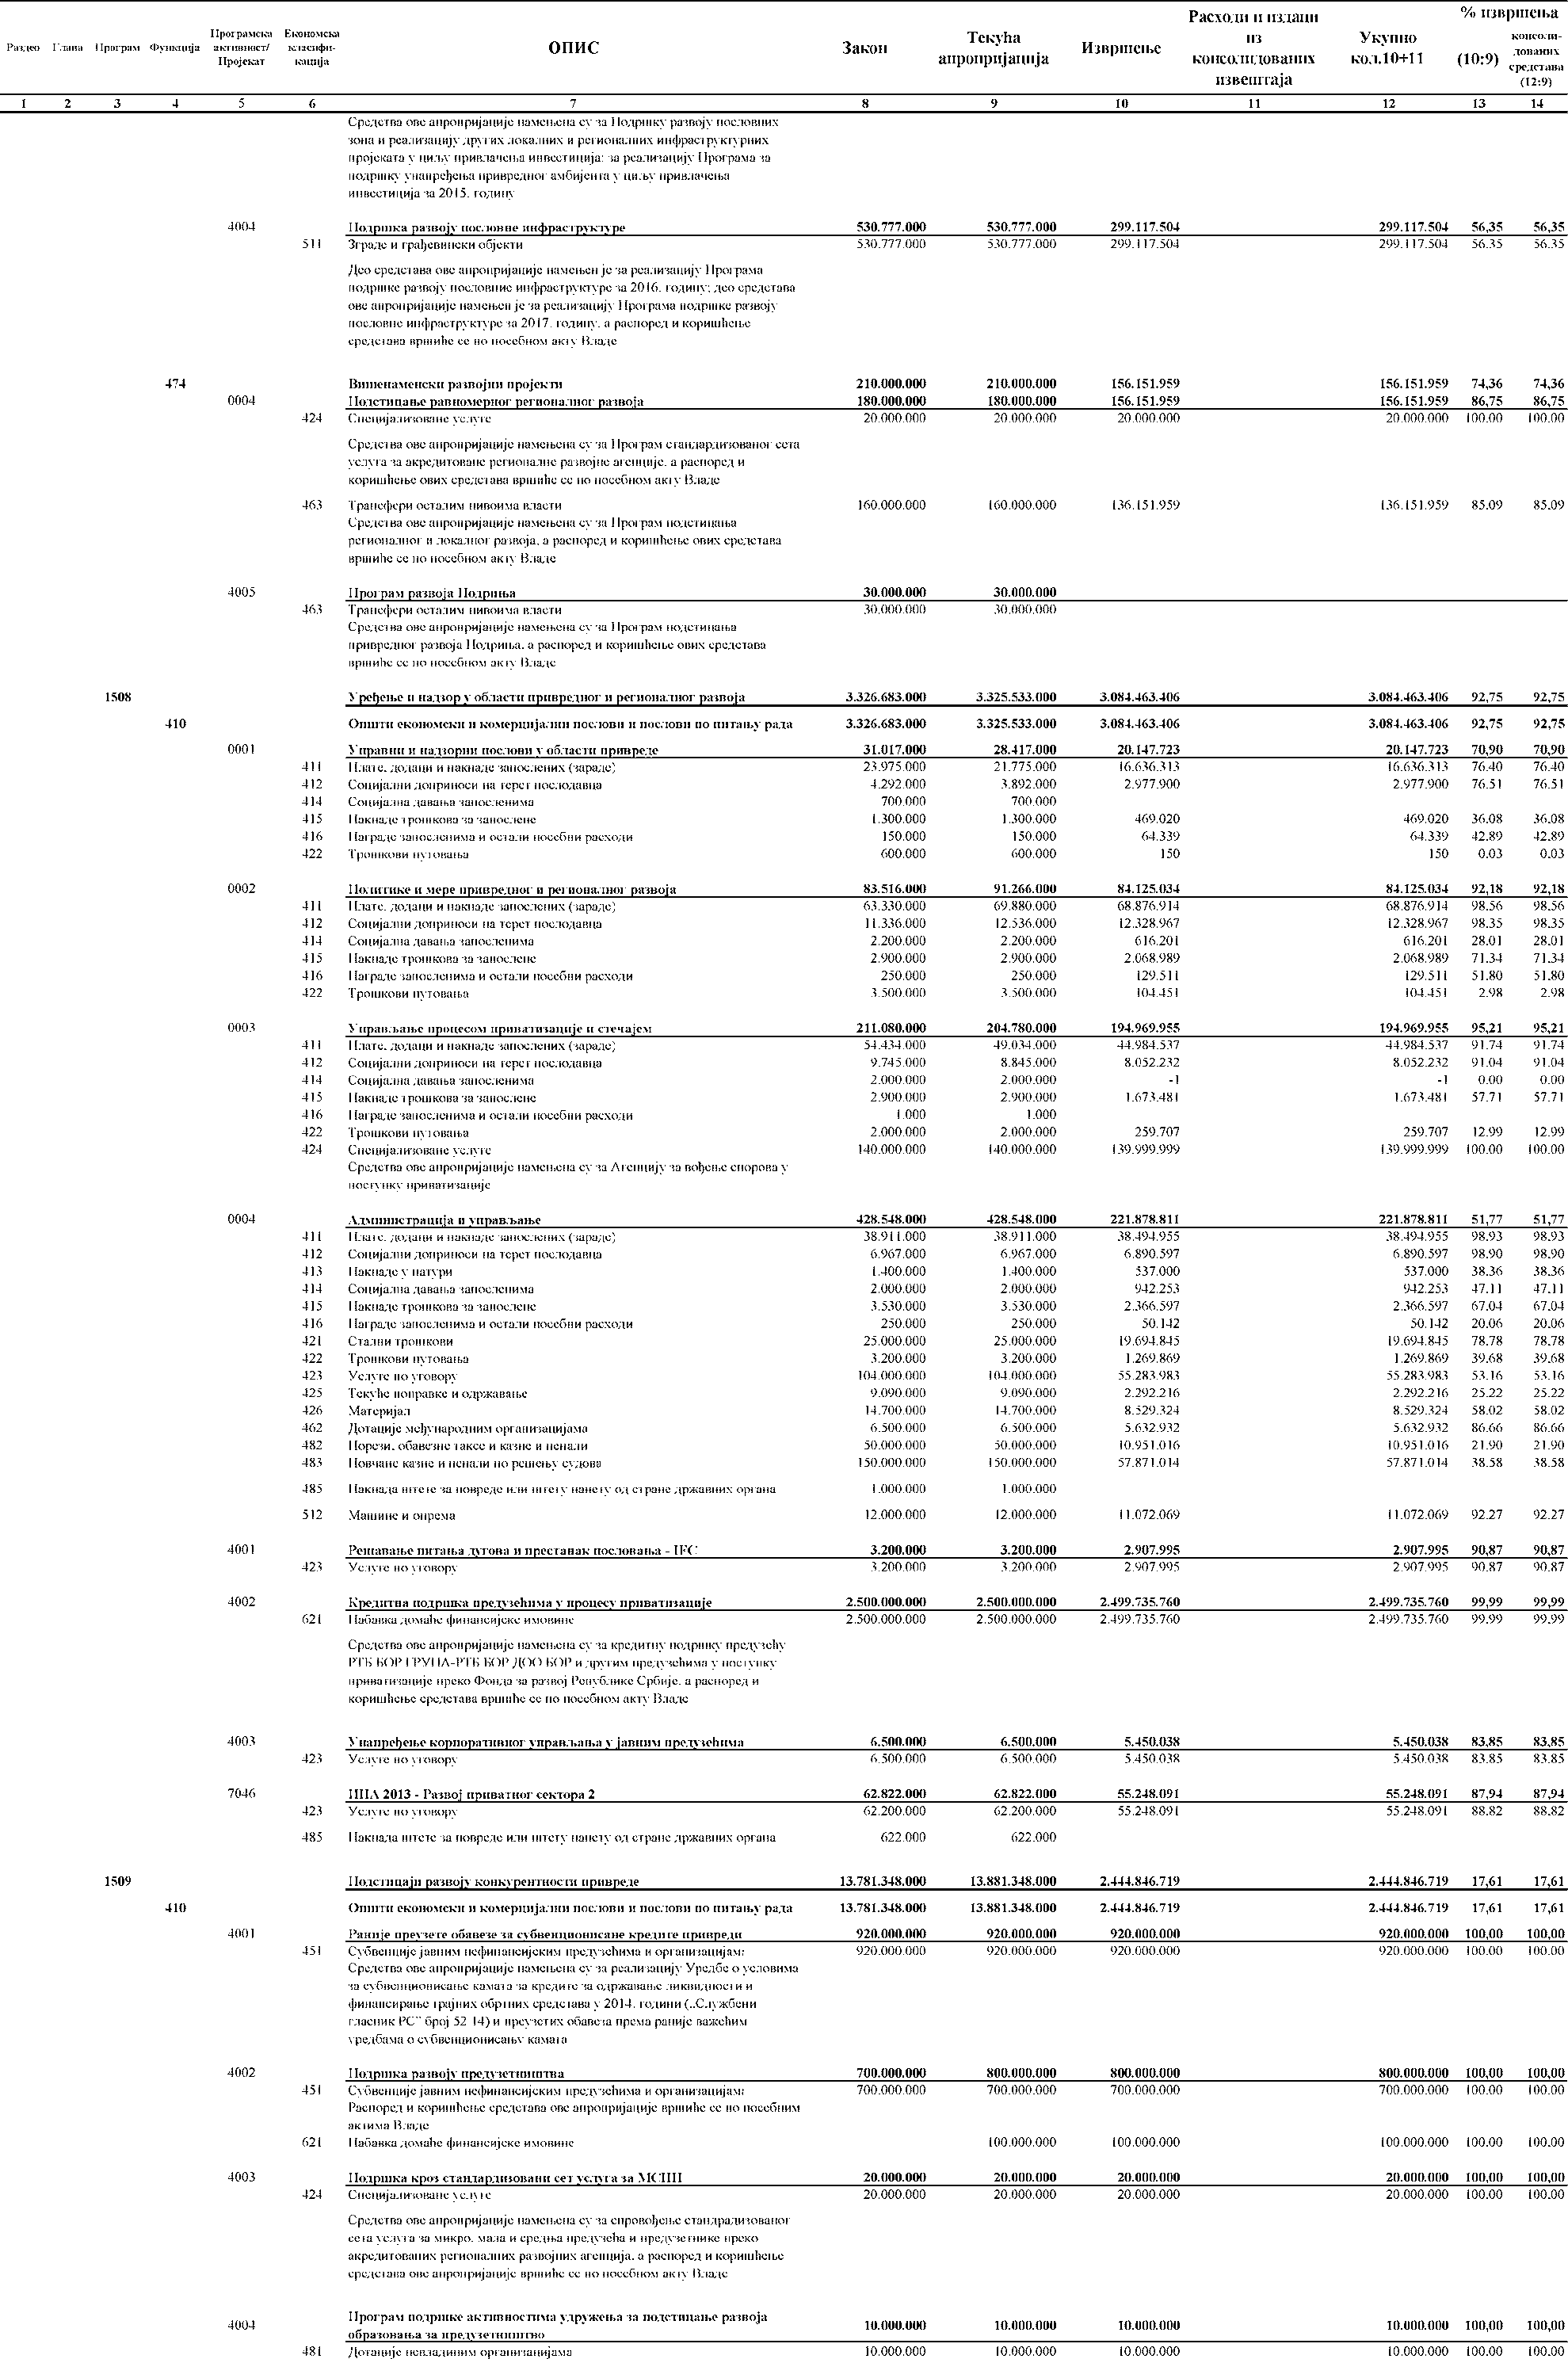 Раздео Глава Програм Функција Програмска активност/ Пројекат Економска класифи- кација ОПИС Закон Текућа апропријација Извршење Расходи и издаци из консолидованих извештаја Укупно кол.10+11 % извршења (10:9) консоли- дованих средстава (12:9)
1 2 3 4 5 6 7 8 9 10 11 12 13 14
Средства ове апропријације намењена су за Подршку развоју пословних
зона и реализацију других локалних и регионалних инфраструктурних
пројеката у циљу привлачења инвестиција; за реализацију Програма за
подршку унапређења привредног амбијента у циљу привлачења
инвестиција за 2015. годину
4004 Подршка развоју пословне инфраструктуре 530.777.000 530.777.000 299.117.504 299.117.504 56,35 56,35
511 Зграде и грађевински објекти 530.777.000 530.777.000 299.117.504 299.117.504 56.35 56.35
Део средстава ове апропријације намењен је за реализацију Програма
подршке развоју пословние инфраструктуре за 2016. годину; део средстава
ове апропријације намењен је за реализацију Програма подршке развоју
пословне инфраструктуре за 2017. годину, а распоред и коришћење
средстава вршиће се по посебном акту Владе
474 Вишенаменски развојни пројекти 210.000.000 210.000.000 156.151.959 156.151.959 74,36 74,36
0004 Подстицање равномерног регионалног развоја 180.000.000 180.000.000 156.151.959 156.151.959 86,75 86,75
424 Специјализоване услуге 20.000.000 20.000.000 20.000.000 20.000.000 100.00 100.00
Средства ове апропријације намењена су за Програм стандардизованог сета
услуга за акредитоване регионалне развојне агенције, а распоред и
коришћење ових средстава вршиће се по посебном акту Владе
463 Трансфери осталим нивоима власти 160.000.000 160.000.000 136.151.959 136.151.959 85.09 85.09
Средства ове апропријације намењена су за Програм подстицања
регионалног и локалног развоја, а распоред и коришћење ових средстава
вршиће се по посебном акту Владе
4005 Програм развоја Подриња 30.000.000 30.000.000
463 Трансфери осталим нивоима власти 30.000.000 30.000.000
Средства ове апропријације намењена су за Програм подстицања
привредног развоја Подриња, а распоред и коришћење ових средстава
вршиће се по посебном акту Владе
1508 Уређење и надзор у области привредног и регионалног развоја 3.326.683.000 3.325.533.000 3.084.463.406 3.084.463.406 92,75 92,75
410 Општи економски и комерцијални послови и послови по питању рада 3.326.683.000 3.325.533.000 3.084.463.406 3.084.463.406 92,75 92,75
0001 Управни и надзорни послови у области привреде 31.017.000 28.417.000 20.147.723 20.147.723 70,90 70,90
411 Плате, додаци и накнаде запослених (зараде) 23.975.000 21.775.000 16.636.313 16.636.313 76.40 76.40
412 Социјални доприноси на терет послодавца 4.292.000 3.892.000 2.977.900 2.977.900 76.51 76.51
414 Социјална давања запосленима 700.000 700.000
415 Накнаде трошкова за запослене 1.300.000 1.300.000 469.020 469.020 36.08 36.08
416 Награде запосленима и остали посебни расходи 150.000 150.000 64.339 64.339 42.89 42.89
422 Трошкови путовања 600.000 600.000 150 150 0.03 0.03
0002 Политике и мере привредног и регионалног развоја 83.516.000 91.266.000 84.125.034 84.125.034 92,18 92,18
411 Плате, додаци и накнаде запослених (зараде) 63.330.000 69.880.000 68.876.914 68.876.914 98.56 98.56
412 Социјални доприноси на терет послодавца 11.336.000 12.536.000 12.328.967 12.328.967 98.35 98.35
414 Социјална давања запосленима 2.200.000 2.200.000 616.201 616.201 28.01 28.01
415 Накнаде трошкова за запослене 2.900.000 2.900.000 2.068.989 2.068.989 71.34 71.34
416 Награде запосленима и остали посебни расходи 250.000 250.000 129.511 129.511 51.80 51.80
422 Трошкови путовања 3.500.000 3.500.000 104.451 104.451 2.98 2.98
0003 Управљање процесом приватизације и стечајем 211.080.000 204.780.000 194.969.955 194.969.955 95,21 95,21
411 Плате, додаци и накнаде запослених (зараде) 54.434.000 49.034.000 44.984.537 44.984.537 91.74 91.74
412 Социјални доприноси на терет послодавца 9.745.000 8.845.000 8.052.232 8.052.232 91.04 91.04
414 Социјална давања запосленима 2.000.000 2.000.000 -1 -1 0.00 0.00
415 Накнаде трошкова за запослене 2.900.000 2.900.000 1.673.481 1.673.481 57.71 57.71
416 Награде запосленима и остали посебни расходи 1.000 1.000
422 Трошкови путовања 2.000.000 2.000.000 259.707 259.707 12.99 12.99
424 Специјализоване услуге 140.000.000 140.000.000 139.999.999 139.999.999 100.00 100.00
Средства ове апропријације намењена су за Агенцију за вођење спорова у
поступку приватизације
0004 Администрација и управљање 428.548.000 428.548.000 221.878.811 221.878.811 51,77 51,77
411 Плате, додаци и накнаде запослених (зараде) 38.911.000 38.911.000 38.494.955 38.494.955 98.93 98.93
412 Социјални доприноси на терет послодавца 6.967.000 6.967.000 6.890.597 6.890.597 98.90 98.90
413 Накнаде у натури 1.400.000 1.400.000 537.000 537.000 38.36 38.36
414 Социјална давања запосленима 2.000.000 2.000.000 942.253 942.253 47.11 47.11
415 Накнаде трошкова за запослене 3.530.000 3.530.000 2.366.597 2.366.597 67.04 67.04
416 Награде запосленима и остали посебни расходи 250.000 250.000 50.142 50.142 20.06 20.06
421 Стални трошкови 25.000.000 25.000.000 19.694.845 19.694.845 78.78 78.78
422 Трошкови путовања 3.200.000 3.200.000 1.269.869 1.269.869 39.68 39.68
423 Услуге по уговору 104.000.000 104.000.000 55.283.983 55.283.983 53.16 53.16
425 Текуће поправке и одржавање 9.090.000 9.090.000 2.292.216 2.292.216 25.22 25.22
426 Материјал 14.700.000 14.700.000 8.529.324 8.529.324 58.02 58.02
462 Дотације међународним организацијама 6.500.000 6.500.000 5.632.932 5.632.932 86.66 86.66
482 Порези, обавезне таксе и казне и пенали 50.000.000 50.000.000 10.951.016 10.951.016 21.90 21.90
483 Новчане казне и пенали по решењу судова 150.000.000 150.000.000 57.871.014 57.871.014 38.58 38.58
485 Накнада штете за повреде или штету нанету од стране државних органа 1.000.000 1.000.000
512 Машине и опрема 12.000.000 12.000.000 11.072.069 11.072.069 92.27 92.27
4001 Решавање питања дугова и престанак пословања - IFC 3.200.000 3.200.000 2.907.995 2.907.995 90,87 90,87
423 Услуге по уговору 3.200.000 3.200.000 2.907.995 2.907.995 90.87 90.87
4002 Кредитна подршка предузећима у процесу приватизације 2.500.000.000 2.500.000.000 2.499.735.760 2.499.735.760 99,99 99,99
621 Набавка домаће финансијске имовине 2.500.000.000 2.500.000.000 2.499.735.760 2.499.735.760 99.99 99.99
Средства ове апропријације намењена су за кредитну подршку предузећу
РТБ БОР ГРУПА-РТБ БОР ДОО БОР и другим предузећима у поступку
приватизације преко Фонда за развој Републике Србије, а распоред и
коришћење средстава вршиће се по посебном акту Владе
4003 Унапређење корпоративног управљања у јавним предузећима 6.500.000 6.500.000 5.450.038 5.450.038 83,85 83,85
423 Услуге по уговору 6.500.000 6.500.000 5.450.038 5.450.038 83.85 83.85
7046 ИПА 2013 - Развој приватног сектора 2 62.822.000 62.822.000 55.248.091 55.248.091 87,94 87,94
423 Услуге по уговору 62.200.000 62.200.000 55.248.091 55.248.091 88.82 88.82
485 Накнада штете за повреде или штету нанету од стране државних органа 622.000 622.000
1509 Подстицаји развоју конкурентности привреде 13.781.348.000 13.881.348.000 2.444.846.719 2.444.846.719 17,61 17,61
410 Општи економски и комерцијални послови и послови по питању рада 13.781.348.000 13.881.348.000 2.444.846.719 2.444.846.719 17,61 17,61
4001 Раније преузете обавезе за субвенционисане кредите привреди 920.000.000 920.000.000 920.000.000 920.000.000 100,00 100,00
451 Субвенције јавним нефинансијским предузећима и организацијама 920.000.000 920.000.000 920.000.000 920.000.000 100.00 100.00
Средства ове апропријације намењена су за реализацију Уредбе о условима
за субвенционисање камата за кредите за одржавање ликвидности и
финансирање трајних обртних средстава у 2014. години („Службени
гласник РС" број 52 14) и преузетих обавеза према раније важећим
уредбама о субвенционисању камата
4002 Подршка развоју предузетништва 700.000.000 800.000.000 800.000.000 800.000.000 100,00 100,00
451 Субвенције јавним нефинансијским предузећима и организацијама 700.000.000 700.000.000 700.000.000 700.000.000 100.00 100.00
Распоред и коришћење средстава ове апропријације вршиће се по посебним
актима Владе
621 Набавка домаће финансијске имовине 100.000.000 100.000.000 100.000.000 100.00 100.00
4003 Подршка кроз стандардизовани сет услуга за МСПП 20.000.000 20.000.000 20.000.000 20.000.000 100,00 100,00
424 Специјализоване услуге 20.000.000 20.000.000 20.000.000 20.000.000 100.00 100.00
Средства ове апропријације намењена су за спровођење стандрадизованог
сета услуга за микро, мала и средња предузећа и предузетнике преко
акредитованих регионалних развојних агенција, а распоред и коришћење
средстава ове апропријације вршиће се по посебном акту Владе
4004 Програм подршке активностима удружења за подстицање развоја образовања за предузетништво 10.000.000 10.000.000 10.000.000 10.000.000 100,00 100,00
481 Дотације невладиним организацијама 10.000.000 10.000.000 10.000.000 10.000.000 100.00 100.00